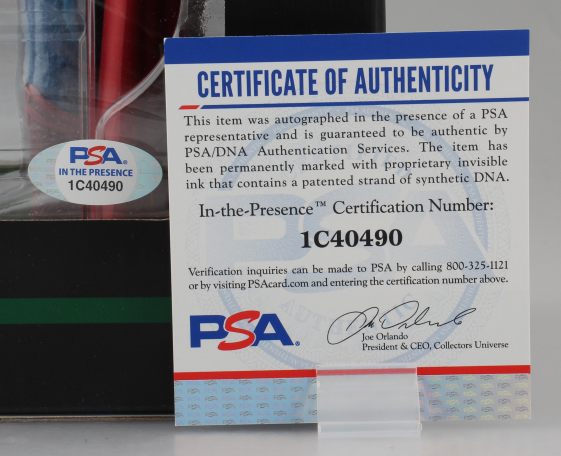 PSA.
IN THE PRESENCE
1C40490
CERTIFICATE OF AUTHENTICITY
This item was autographed in the presence of a PSA
representative and is guaranteed to be authentic by
PSA/DNA Authentication Services. The item has
been permanently marked with proprietary invisible
ink that contains a patented strand of synthetic DNA.
In-the-Presence™ Certification Number:
1C40490
Verification inquiries can be made to PSA by calling 800-325-1121
or by visiting PSAcard.com and entering the certification number above.
PSA.
Joe Orlando
President & CEO, Collectors Universe